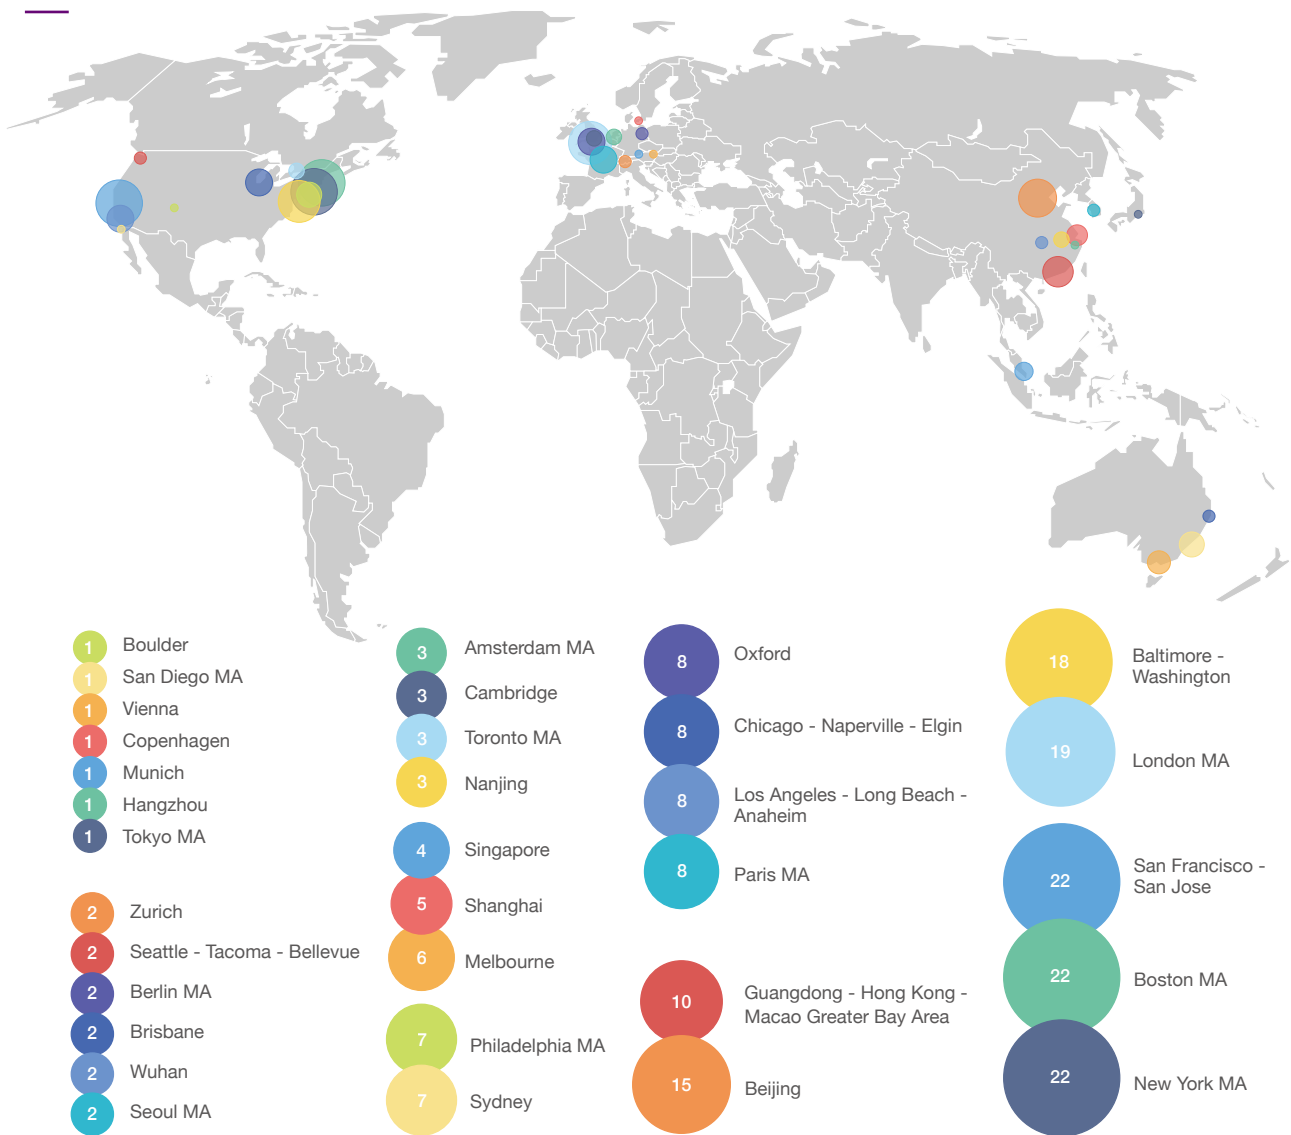 1 Boulder
1 San Diego MA
1 Vienna
1 Copenhagen
1 Munich
1 Hangzhou
1 Tokyo MA
2 Zurich
2 Seattle - Tacoma - Bellevue
2 Berlin MA
2 Brisbane
2 Wuhan
2 Seoul MA
3 Amsterdam MA
3 Cambridge
3 Toronto MA
3 Nanjing
4 Singapore
5 Shanghai
6 Melbourne
7 Philadelphia MA
7 Sydney
8 Oxford
8 Chicago - Naperville - Elgin
8 Los Angeles - Long Beach -
Anaheim
8 Paris MA
10 Guangdong - Hong Kong -
Macao Greater Bay Area
15 Beijing
18 Baltimore -
Washington
19 London MA
22 San Francisco -
San Jose
22 Boston MA
22 New York MA